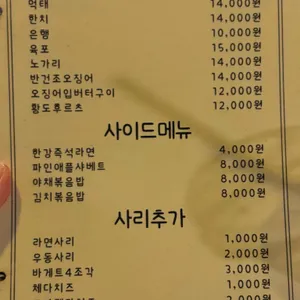 먹태 14,000원
한치 14,000원
은행 10,000원
육포 15,000원
노가리 14,000원
반건조오징어 14,000원
오징어입버터구이 12,000원
황도후르츠 12,000원
사이드메뉴
한강즉석라면 4,000원
파인애플샤베트 8,000원
야채볶음밥 8,000원
김치볶음밥 8,000원
사리추가
라면사리 1,000원
우동사리 2,000원
바게트4조각 3,000원
체다치즈 1,000원